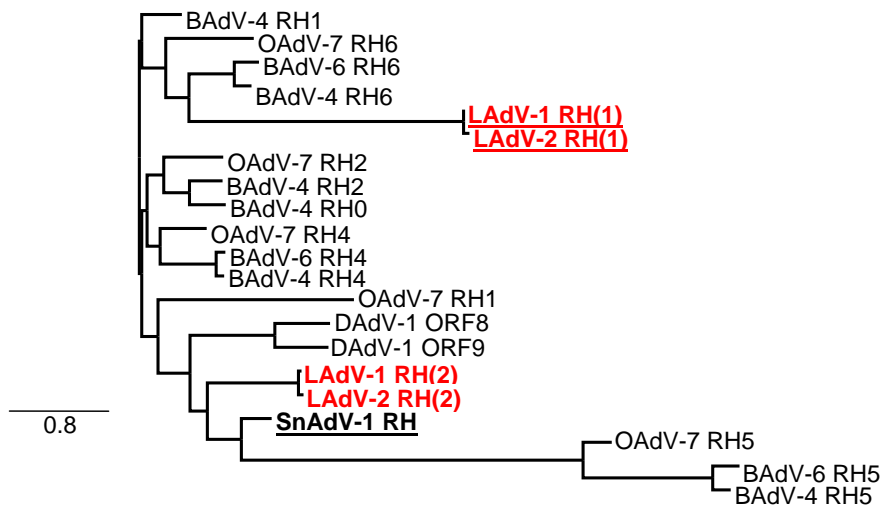 BAdV-4 RH1
OAdV-7 RH6
BAdV-6 RH6
BAdV-4 RH6
LAdV-1 RH(1)
LAdV-2 RH(1)
OAdV-7 RH2
BAdV-4 RH2
BAdV-4 RH0
OAdV-7 RH4
BAdV-6 RH4
BAdV-4 RH4
OAdV-7 RH1
DAdV-1 ORF8
DAdV-1 ORF9
LAdV-1 RH(2)
LAdV-2 RH(2)
SnAdV-1 RH
0.8
OAdV-7 RH5
BAdV-6 RH5
BAdV-4 RH5